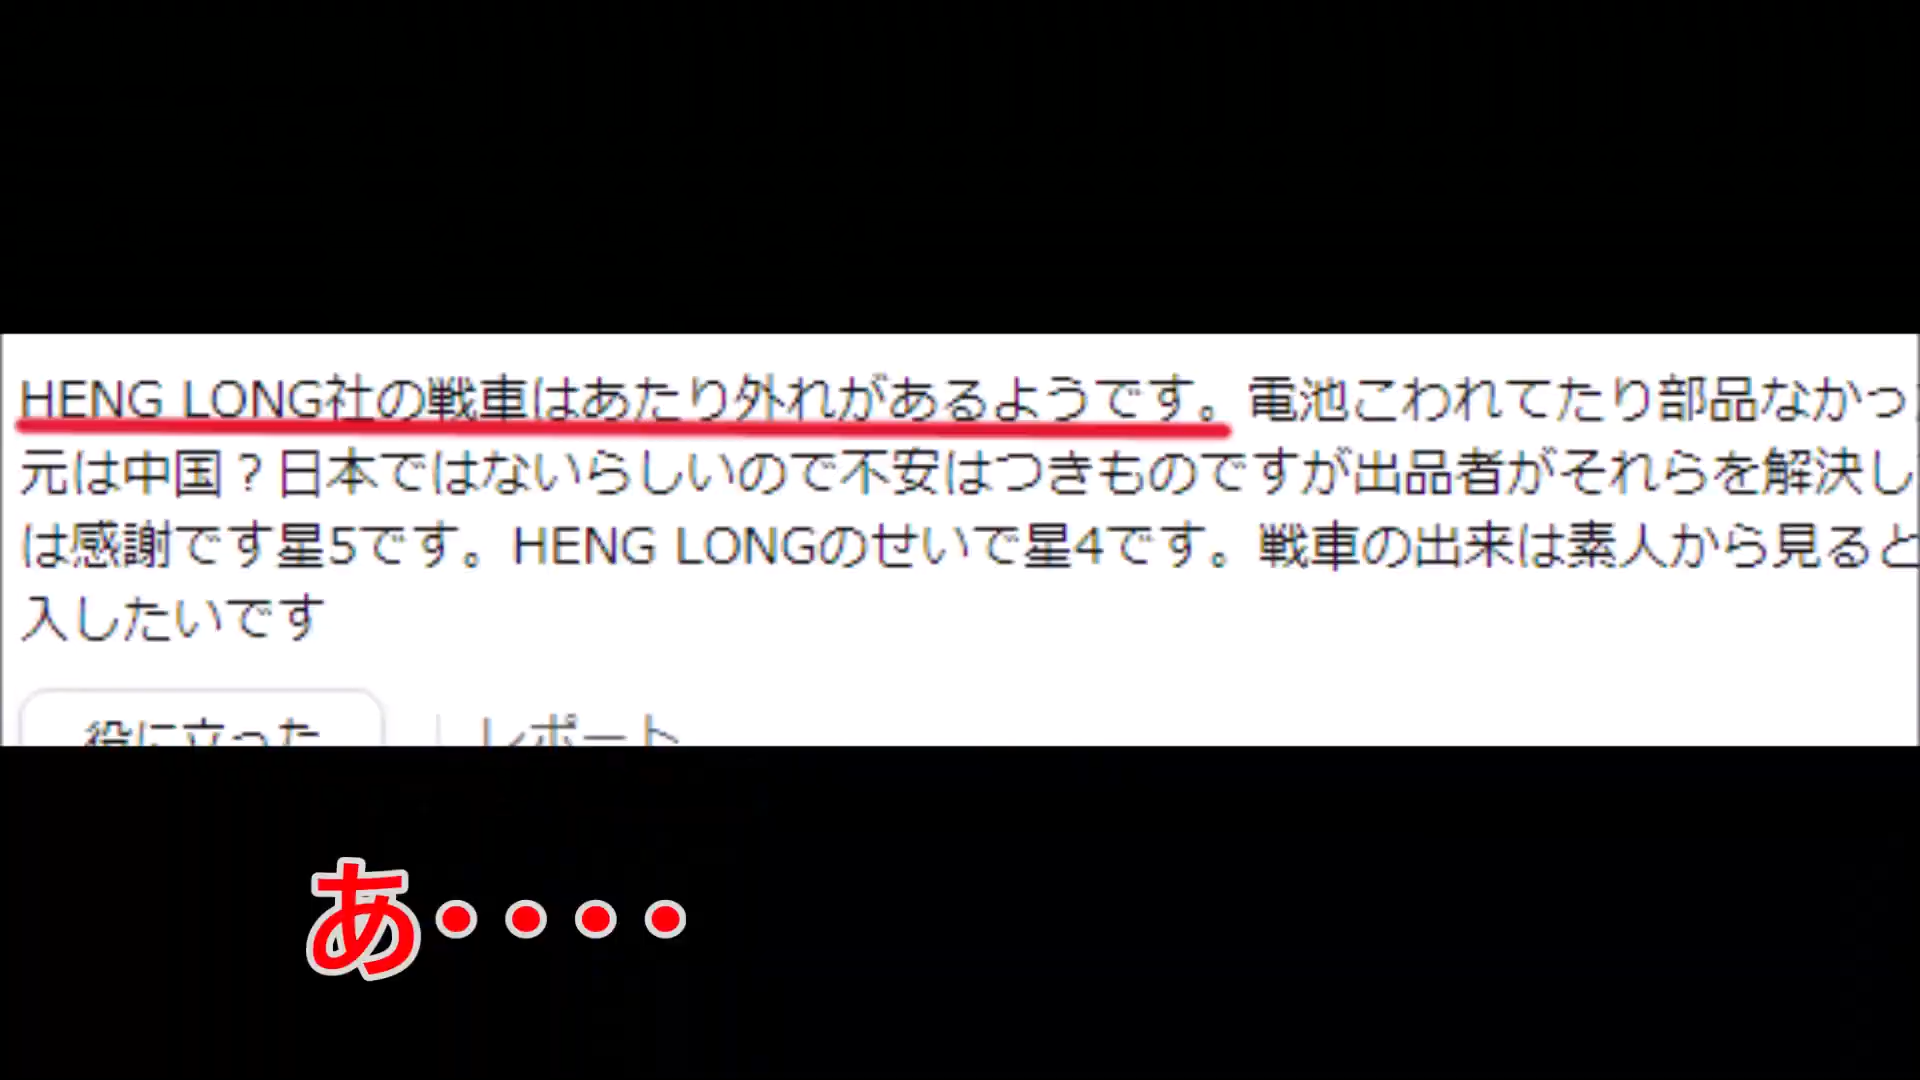 HENG LONG社の戦車はあたり外れがあるようです。電池こわれてたり部品なかっ
元は中国？日本ではないらしいので不安はつきものですが出品者がそれらを解決し
は感謝です星5です。HENG LONGのせいで星4です。戦車の出来は素人から見ると
入したいです
役に立った
レポート
あ・・・・